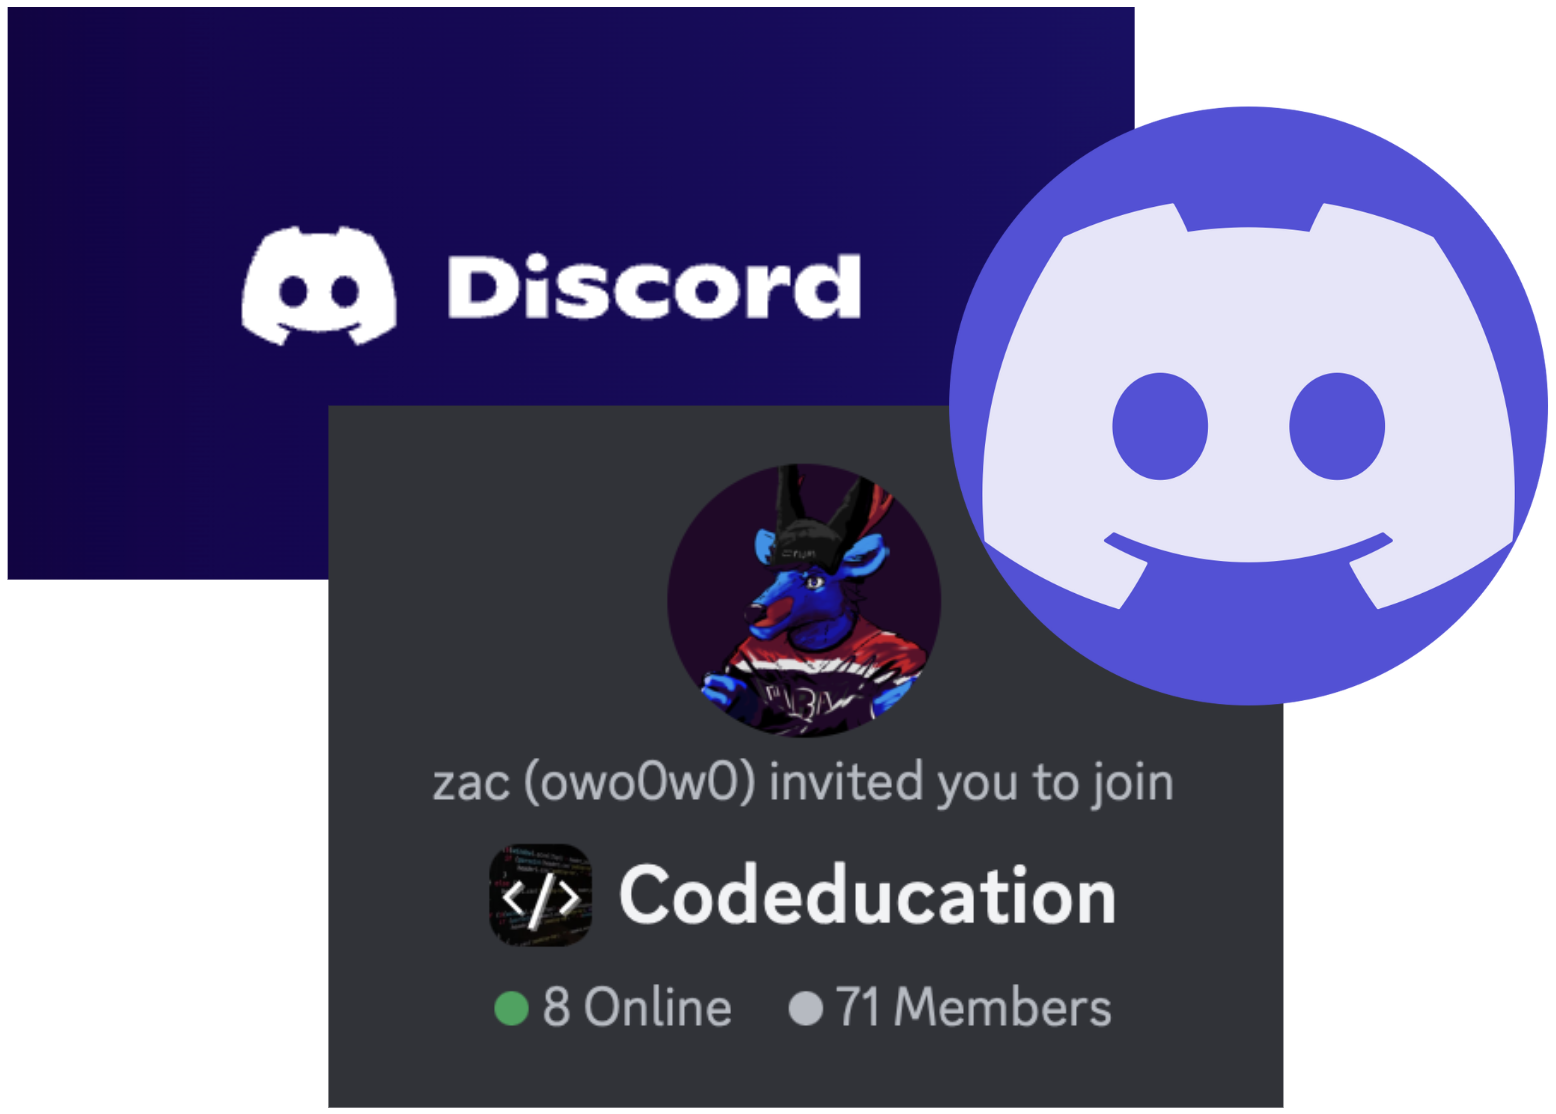 Discord
zac (owo0w0) invited you to join
</>
Codeducation
8 Online
71 Members